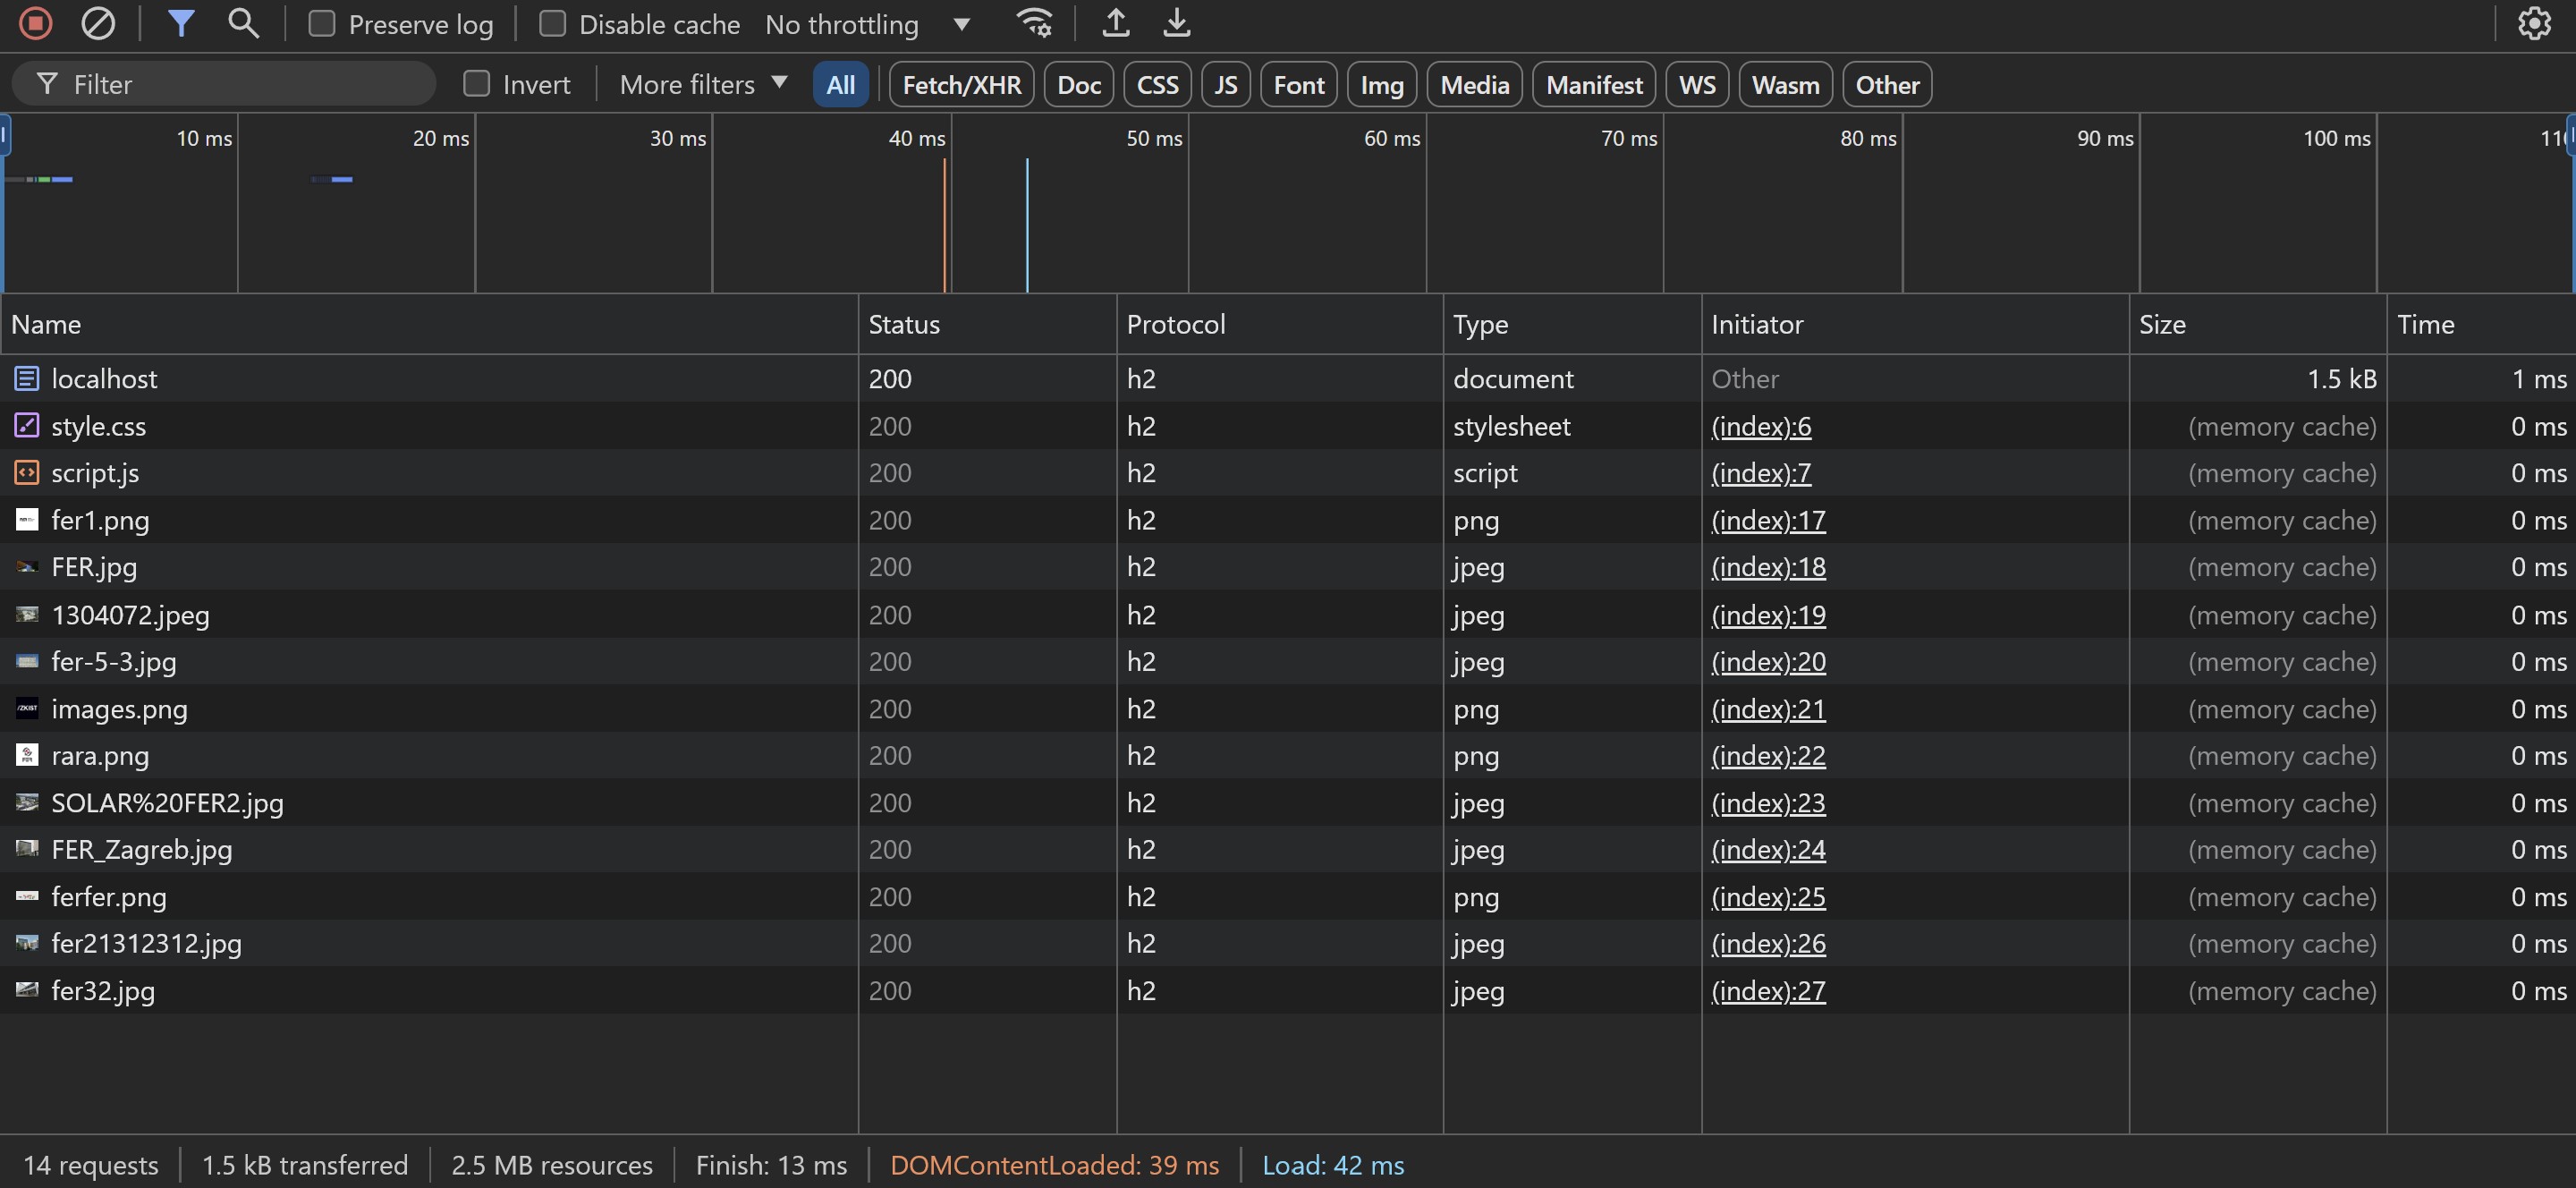 Preserve log Disable cache No throttling
Filter Invert More filters All Fetch/XHR Doc CSS JS Font Img Media Manifest WS Wasm Other
10 ms 20 ms 30 ms 40 ms 50 ms 60 ms 70 ms 80 ms 90 ms 100 ms 110
Name Status Protocol Type Initiator Size Time
localhost 200 h2 document Other 1.5 kB 1 ms
style.css 200 h2 stylesheet (index):6 (memory cache) 0 ms
script.js 200 h2 script (index):7 (memory cache) 0 ms
fer1.png 200 h2 png (index):17 (memory cache) 0 ms
FER.jpg 200 h2 jpeg (index):18 (memory cache) 0 ms
1304072.jpeg 200 h2 jpeg (index):19 (memory cache) 0 ms
fer-5-3.jpg 200 h2 jpeg (index):20 (memory cache) 0 ms
images.png 200 h2 png (index):21 (memory cache) 0 ms
rara.png 200 h2 png (index):22 (memory cache) 0 ms
SOLAR%20FER2.jpg 200 h2 jpeg (index):23 (memory cache) 0 ms
FER_Zagreb.jpg 200 h2 jpeg (index):24 (memory cache) 0 ms
ferfer.png 200 h2 png (index):25 (memory cache) 0 ms
fer21312312.jpg 200 h2 jpeg (index):26 (memory cache) 0 ms
fer32.jpg 200 h2 jpeg (index):27 (memory cache) 0 ms
14 requests 1.5 kB transferred 2.5 MB resources Finish: 13 ms DOMContentLoaded: 39 ms Load: 42 ms